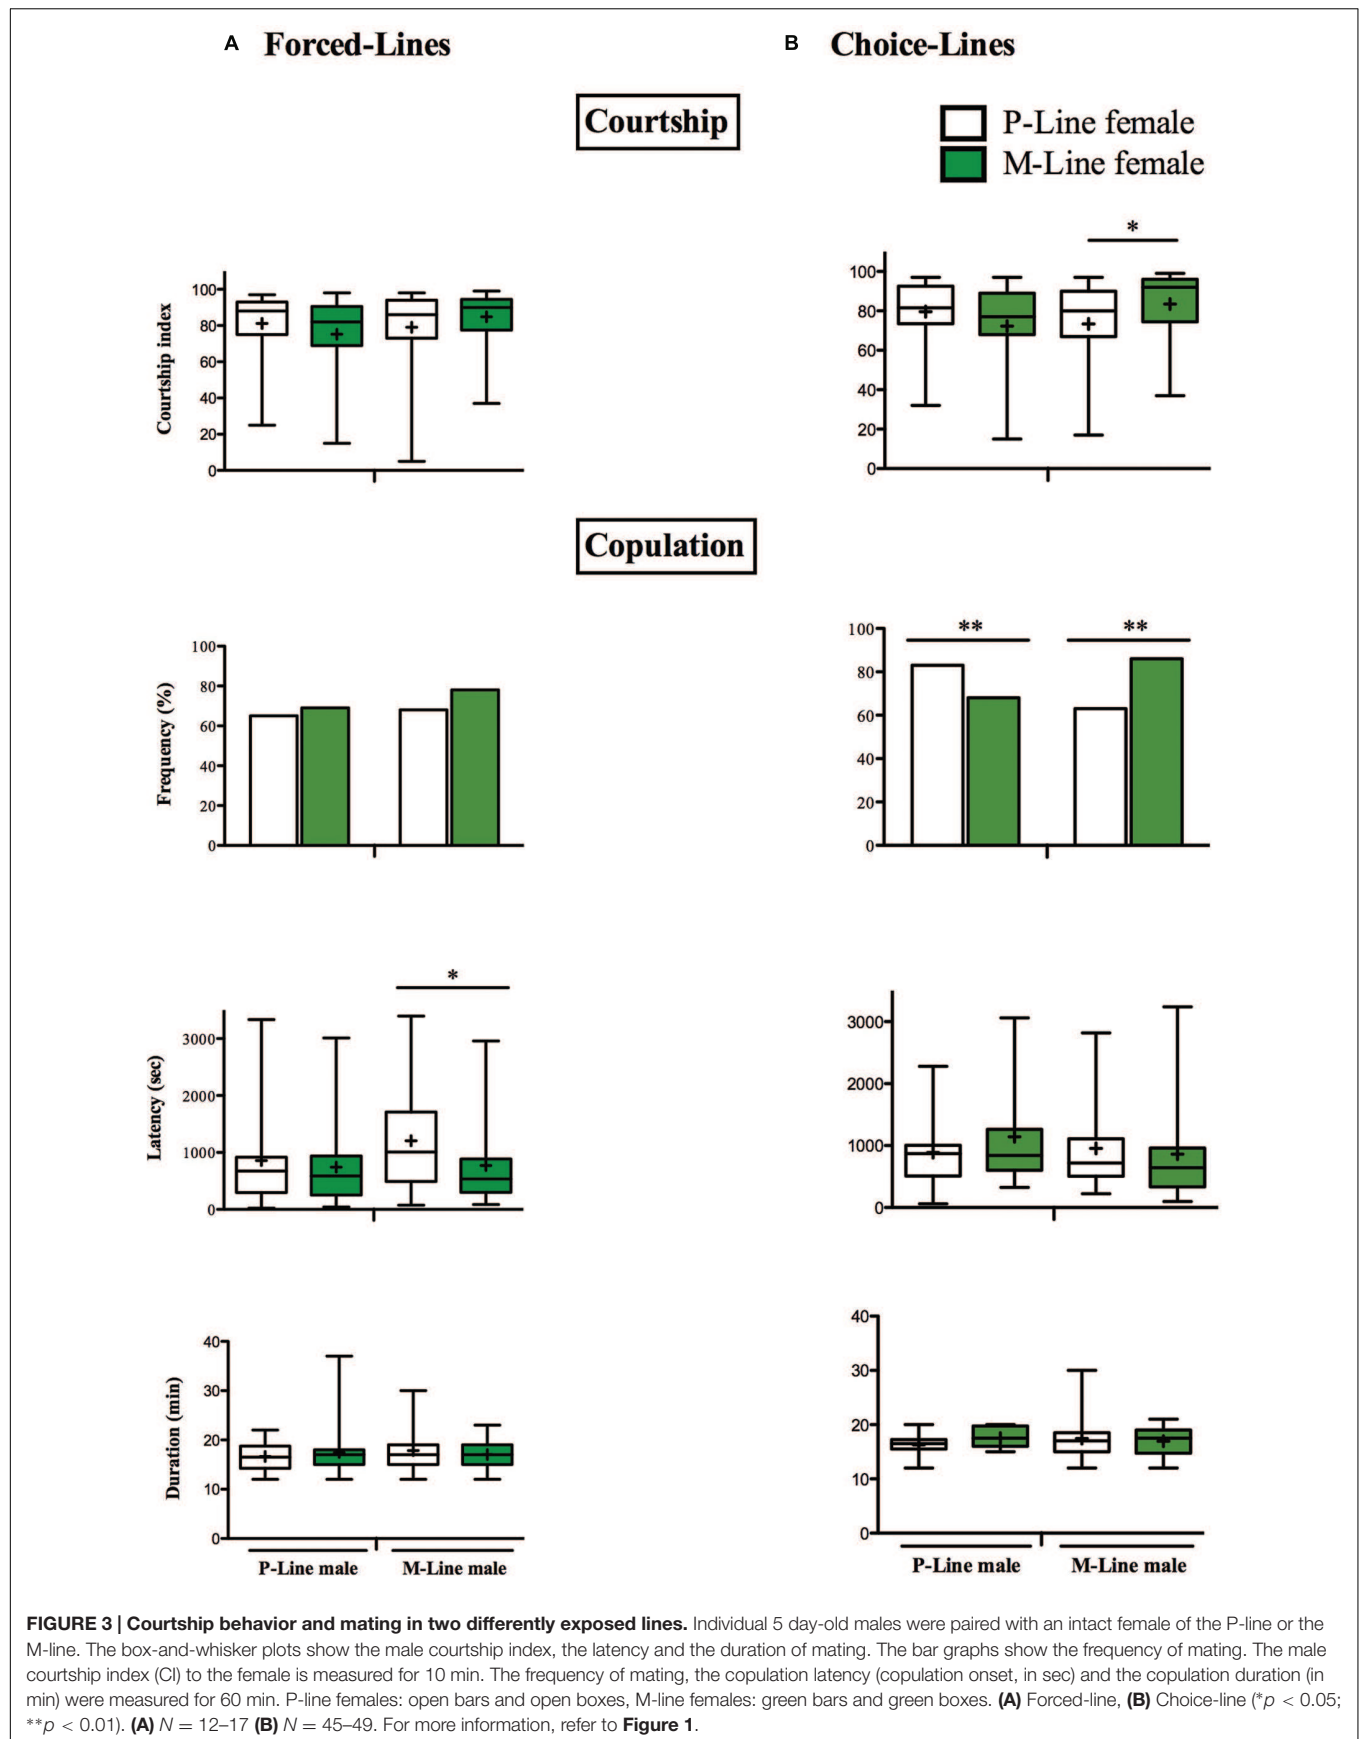 A Forced-Lines
B Choice-Lines
Courtship
P-Line female
M-Line female
Courtship index
100
80
60
40
20
0
*
100
80
60
40
20
0
Copulation
Frequency (%)
100
80
60
40
20
0
** **
100
80
60
40
20
0
Latency (sec)
*
3000
2000
1000
0
3000
2000
1000
0
Duration (min)
40
30
20
10
0
P-Line male M-Line male
40
30
20
10
0
P-Line male M-Line male
FIGURE 3 | Courtship behavior and mating in two differently exposed lines. Individual 5 day-old males were paired with an intact female of the P-line or the
M-line. The box-and-whisker plots show the male courtship index, the latency and the duration of mating. The bar graphs show the frequency of mating. The male
courtship index (CI) to the female is measured for 10 min. The frequency of mating, the copulation latency (copulation onset, in sec) and the copulation duration (in
min) were measured for 60 min. P-line females: open bars and open boxes, M-line females: green bars and green boxes. (A) Forced-line, (B) Choice-line (*p < 0.05;
**p < 0.01). (A) N = 12–17 (B) N = 45–49. For more information, refer to Figure 1.